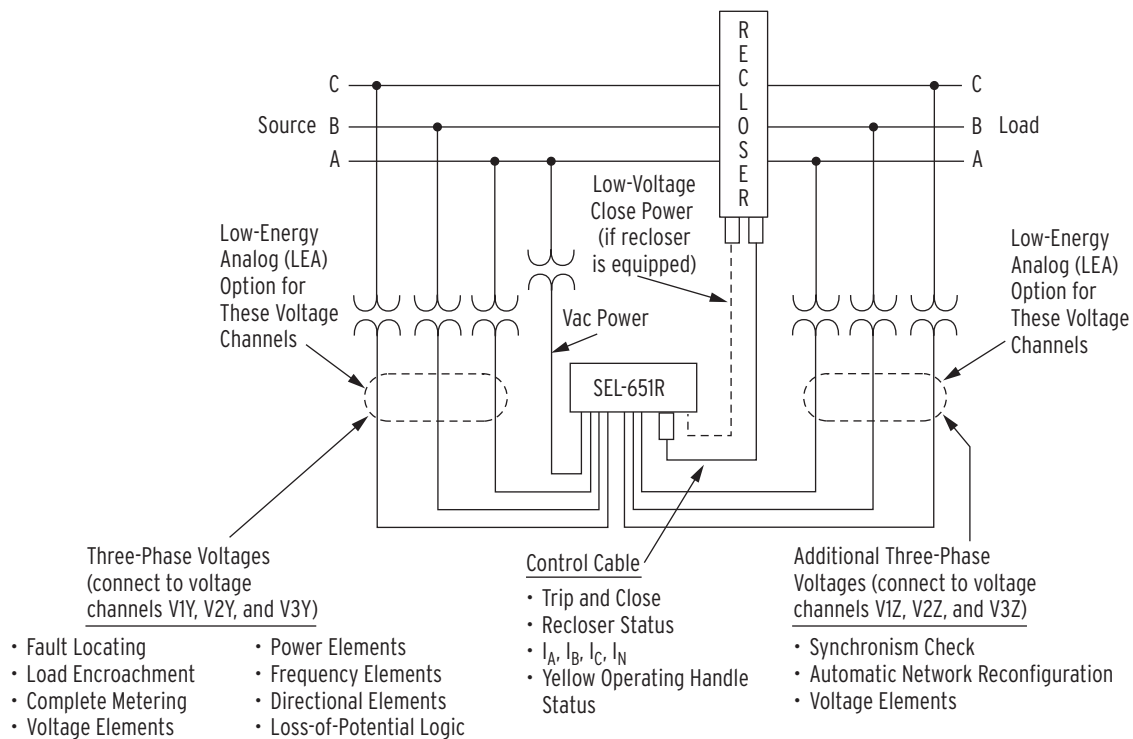 RECLOSER
C
C
Source B
B Load
A
A
Low-Voltage
Close Power
(if recloser
is equipped)
Low-Energy
Analog (LEA)
Option for
These Voltage
Channels
Low-Energy
Analog (LEA)
Option for
These Voltage
Channels
Vac Power
SEL-651R
Three-Phase Voltages
(connect to voltage
channels V1Y, V2Y, and V3Y)
• Fault Locating
• Load Encroachment
• Complete Metering
• Voltage Elements
• Power Elements
• Frequency Elements
• Directional Elements
• Loss-of-Potential Logic
Control Cable
• Trip and Close
• Recloser Status
• I_A, I_B, I_C, I_N
• Yellow Operating Handle
Status
Additional Three-Phase
Voltages (connect to voltage
channels V1Z, V2Z, and V3Z)
• Synchronism Check
• Automatic Network Reconfiguration
• Voltage Elements